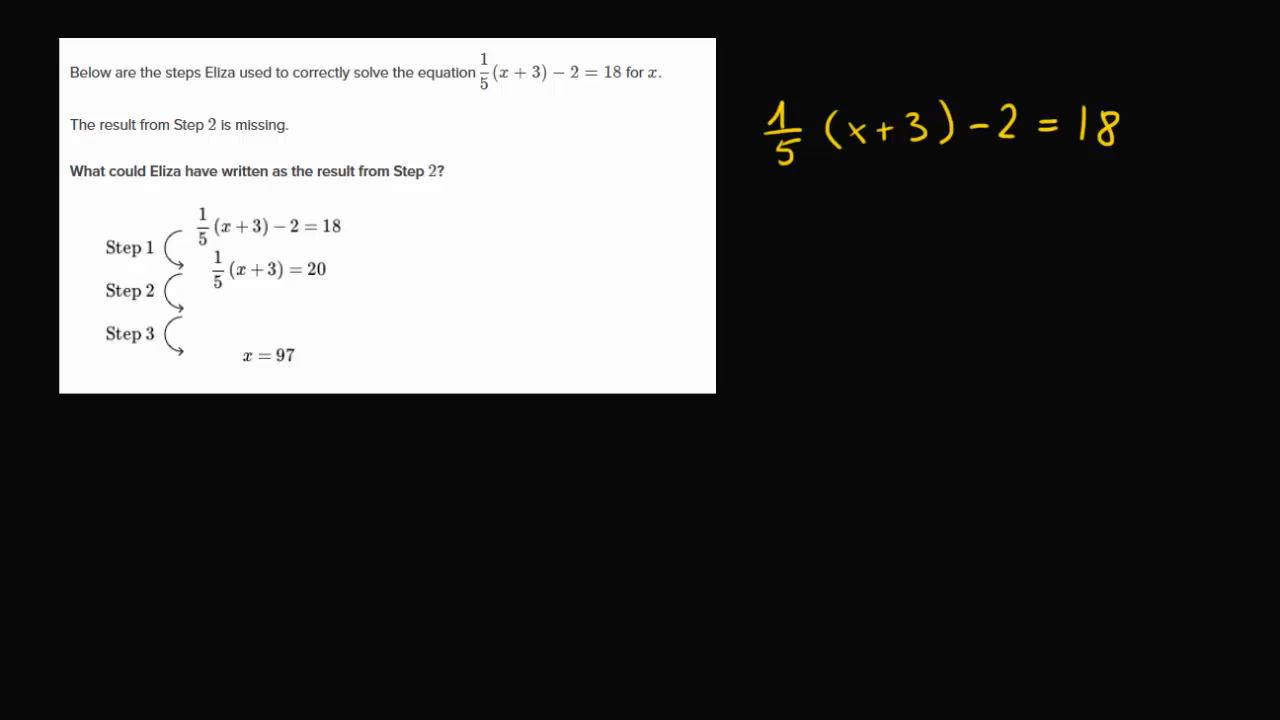 Below are the steps Eliza used to correctly solve the equation 1/5 (x + 3) − 2 = 18 for x.
The result from Step 2 is missing.
What could Eliza have written as the result from Step 2?
1/5 (x + 3) − 2 = 18
Step 1
1/5 (x + 3) = 20
Step 2
Step 3
x = 97
1/5 (x + 3) − 2 = 18